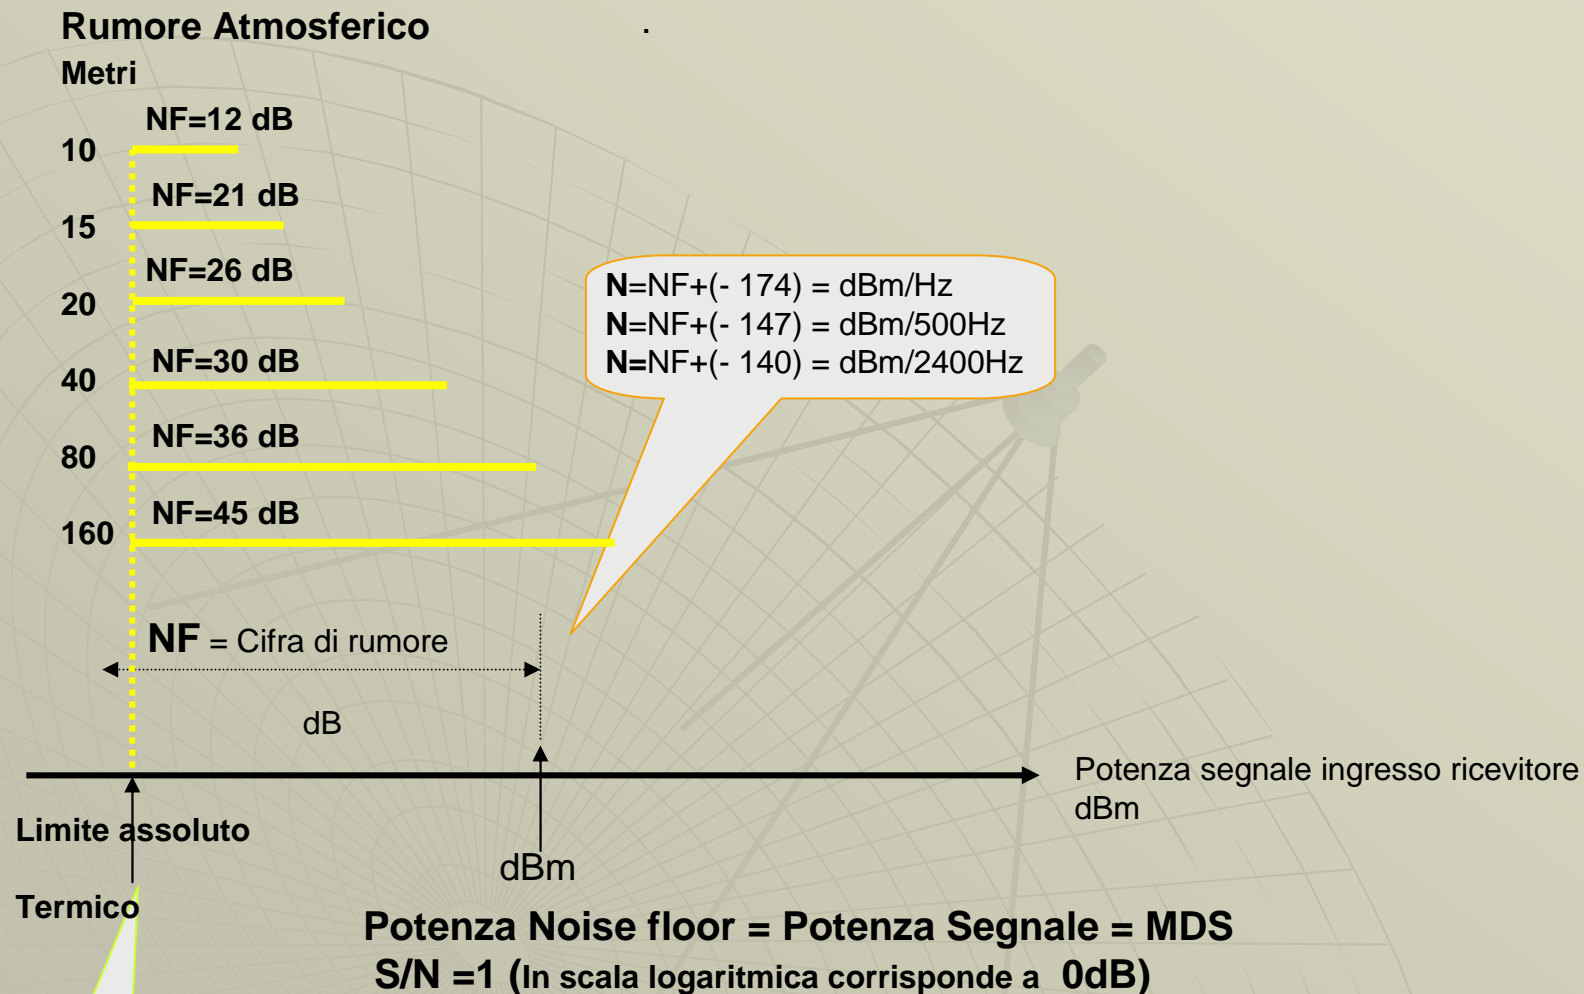 Rumore Atmosferico
.
Metri
NF=12 dB
10
NF=21 dB
15
NF=26 dB
20
NF=30 dB
40
NF=36 dB
80
NF=45 dB
160
N=NF+(- 174) = dBm/Hz
N=NF+(- 147) = dBm/500Hz
N=NF+(- 140) = dBm/2400Hz
NF = Cifra di rumore
dB
Potenza segnale ingresso ricevitore
dBm
Limite assoluto
dBm
Termico
Potenza Noise floor = Potenza Segnale = MDS
S/N =1 (In scala logaritmica corrisponde a 0dB)